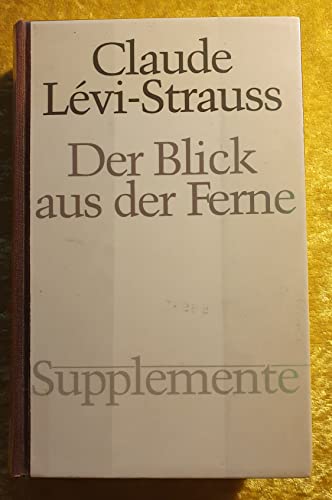 Claude
Lévi-Strauss
Der Blick
aus der Ferne
Supplemente